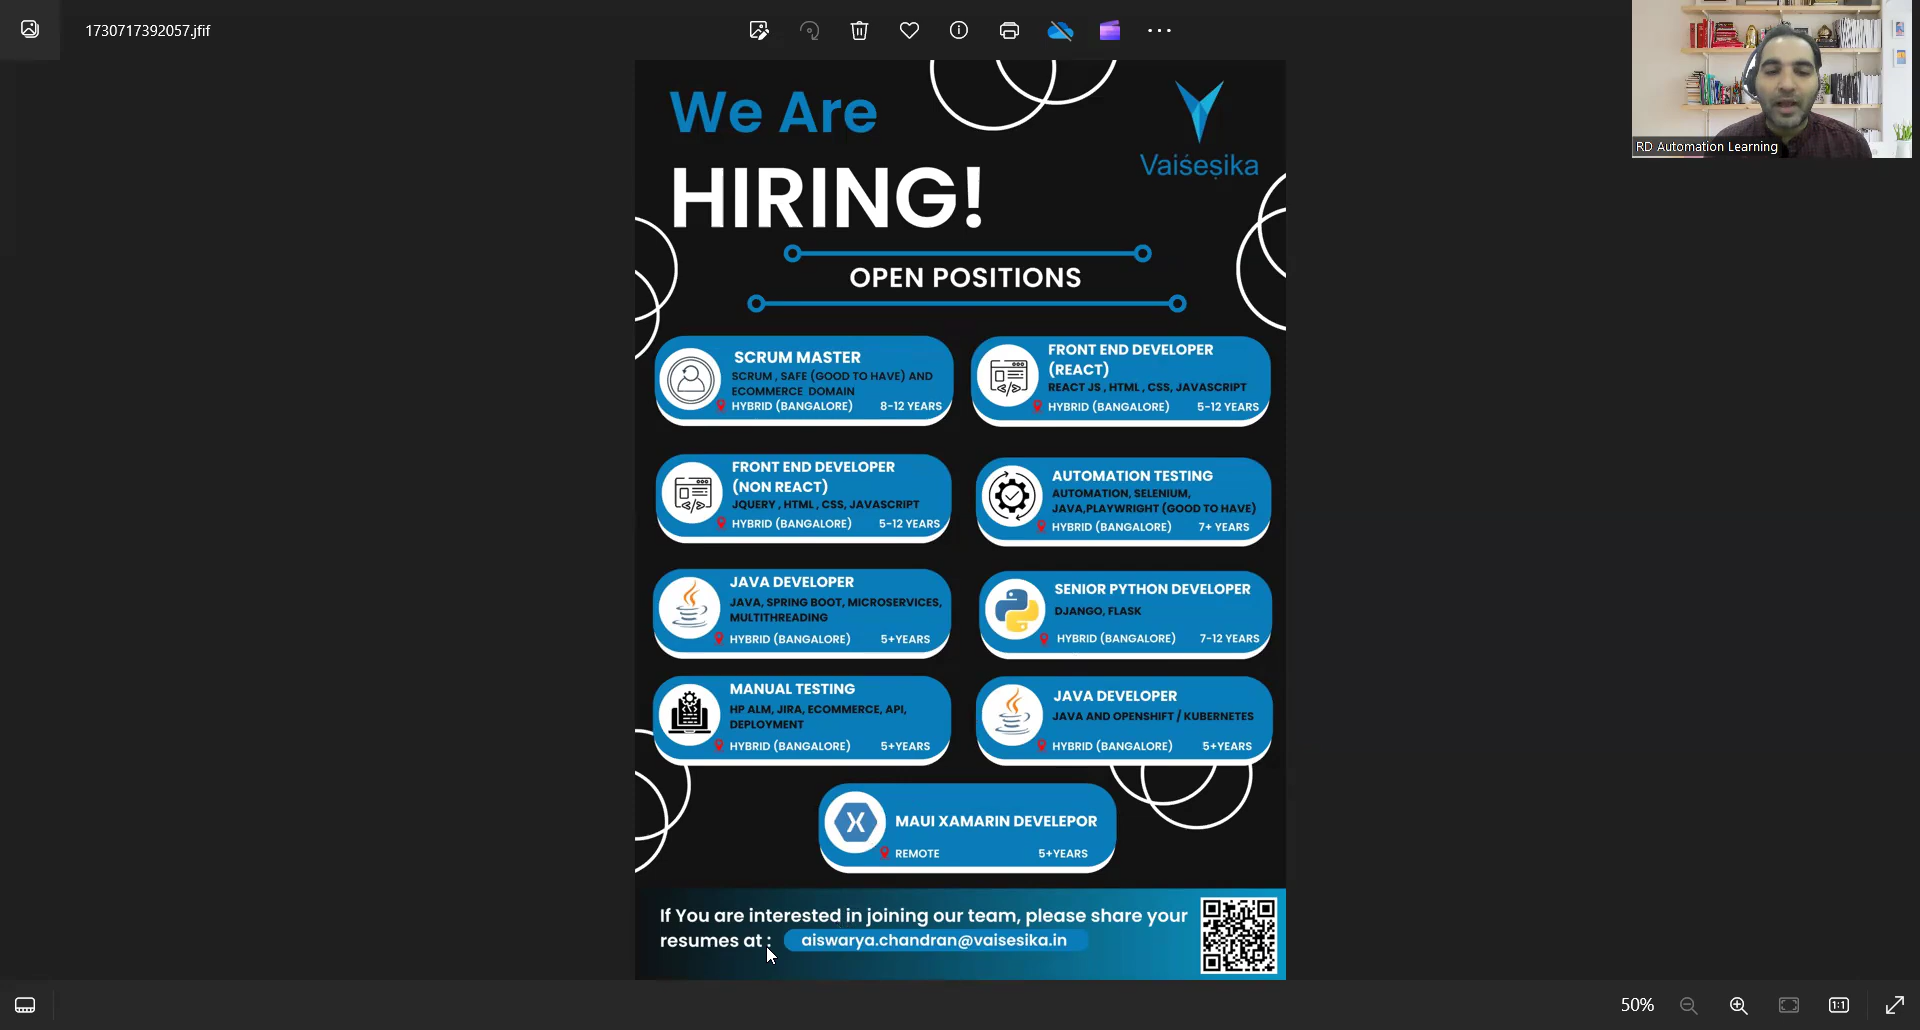 1730717392057.jfif
RD Automation Learning
We Are
HIRING!
Vaiśeṣika
OPEN POSITIONS
SCRUM MASTER
SCRUM , SAFE (GOOD TO HAVE) AND
ECOMMERCE DOMAIN
HYBRID (BANGALORE) 8-12 YEARS
FRONT END DEVELOPER
(REACT)
REACT JS , HTML , CSS, JAVASCRIPT
HYBRID (BANGALORE) 5-12 YEARS
FRONT END DEVELOPER
(NON REACT)
JQUERY , HTML , CSS, JAVASCRIPT
HYBRID (BANGALORE) 5-12 YEARS
AUTOMATION TESTING
AUTOMATION, SELENIUM,
JAVA,PLAYWRIGHT (GOOD TO HAVE)
HYBRID (BANGALORE) 7+ YEARS
JAVA DEVELOPER
JAVA, SPRING BOOT, MICROSERVICES,
MULTITHREADING
HYBRID (BANGALORE) 5+YEARS
SENIOR PYTHON DEVELOPER
DJANGO, FLASK
HYBRID (BANGALORE) 7-12 YEARS
MANUAL TESTING
HP ALM, JIRA, ECOMMERCE, API,
DEPLOYMENT
HYBRID (BANGALORE) 5+YEARS
JAVA DEVELOPER
JAVA AND OPENSHIFT / KUBERNETES
HYBRID (BANGALORE) 5+YEARS
MAUI XAMARIN DEVELEPOR
REMOTE 5+YEARS
If You are interested in joining our team, please share your
resumes at : aiswarya.chandran@vaisesika.in
50%